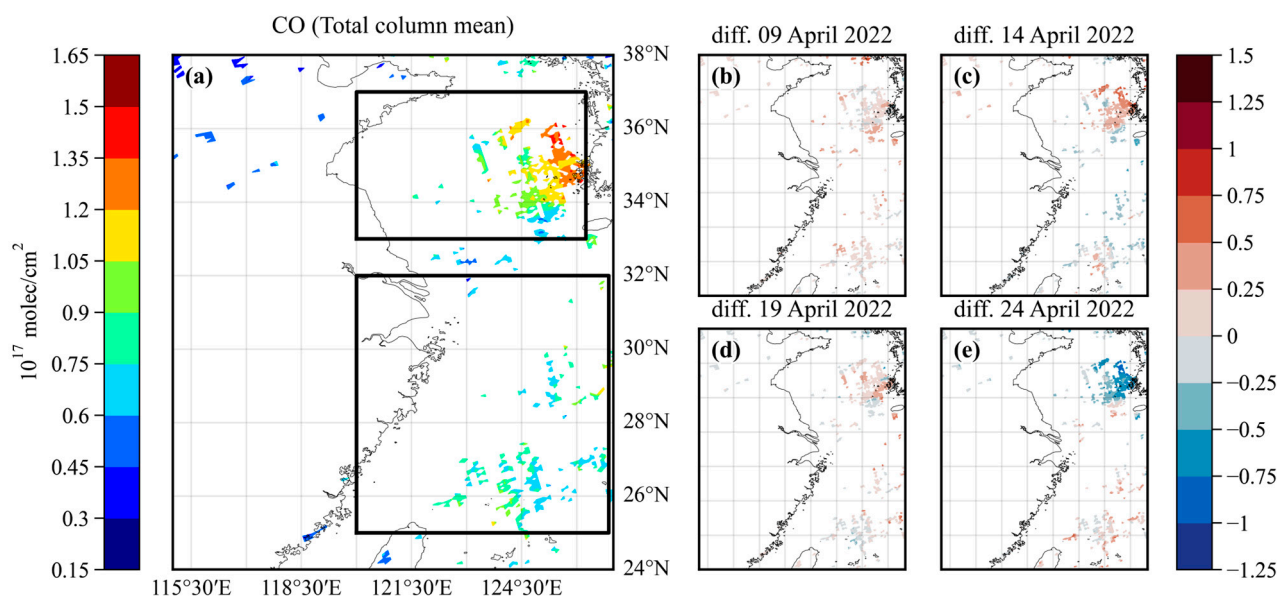 CO (Total column mean)
diff. 09 April 2022
diff. 14 April 2022
1.65
1.5
1.35
1.2
1.05
0.9
0.75
0.6
0.45
0.3
0.15
10^17 molec/cm^2
(a)
38°N
36°N
34°N
32°N
30°N
28°N
26°N
24°N
115°30'E
118°30'E
121°30'E
124°30'E
(b)
(c)
diff. 19 April 2022
diff. 24 April 2022
(d)
(e)
1.5
1.25
1
0.75
0.5
0.25
0
−0.25
−0.5
−0.75
−1
−1.25